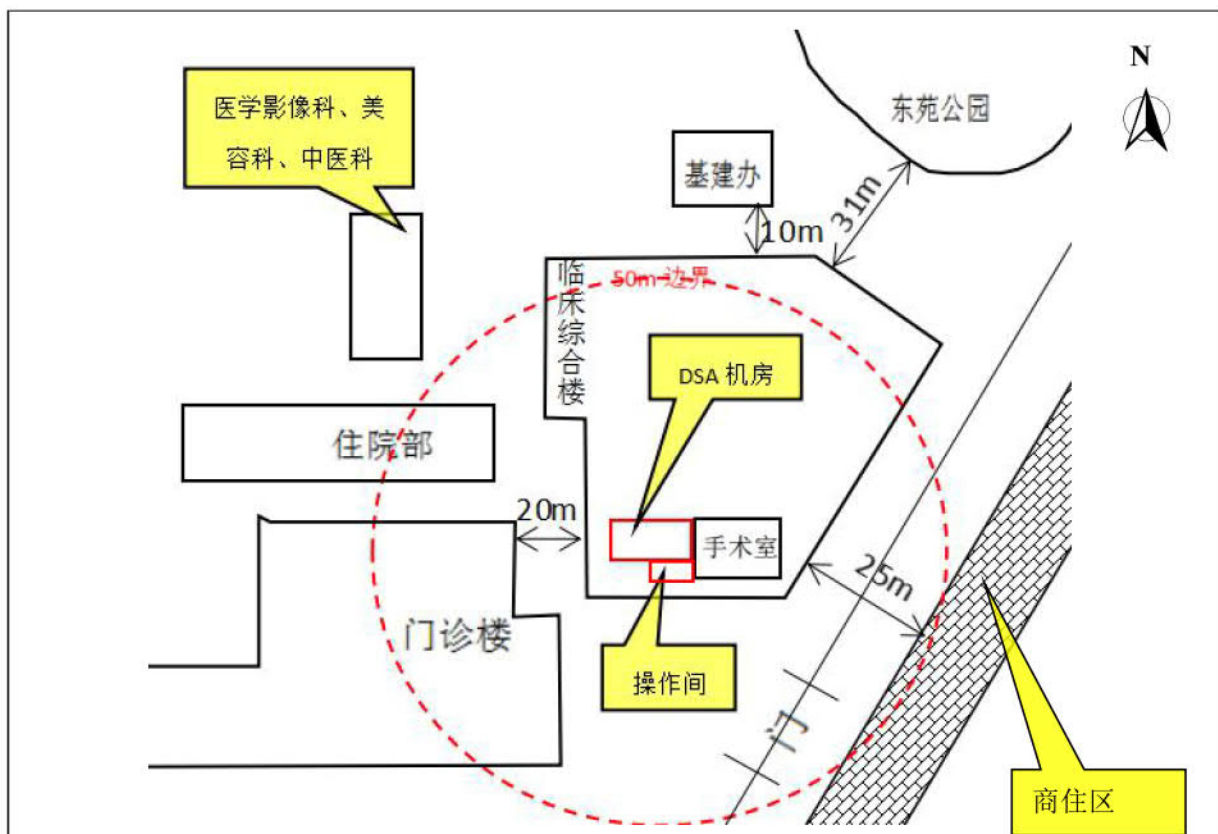 N
医学影像科、美
容科、中医科
东苑公园
基建办
31m
10m
临床综合楼
50m 边界
DSA 机房
住院部
20m
手术室
25m
门诊楼
操作间
门
商住区